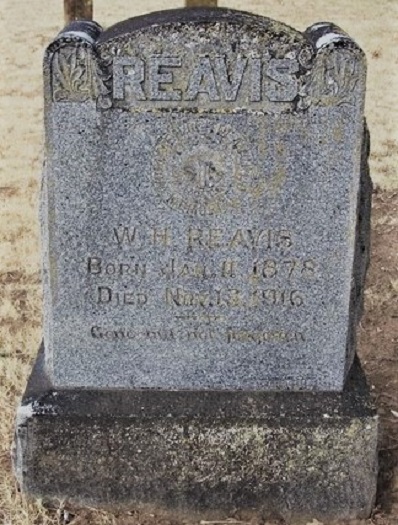 REAVIS
W. H. REAVIS
BORN JAN. 11, 1878
DIED NOV. 13, 1916
Gone but not forgotten